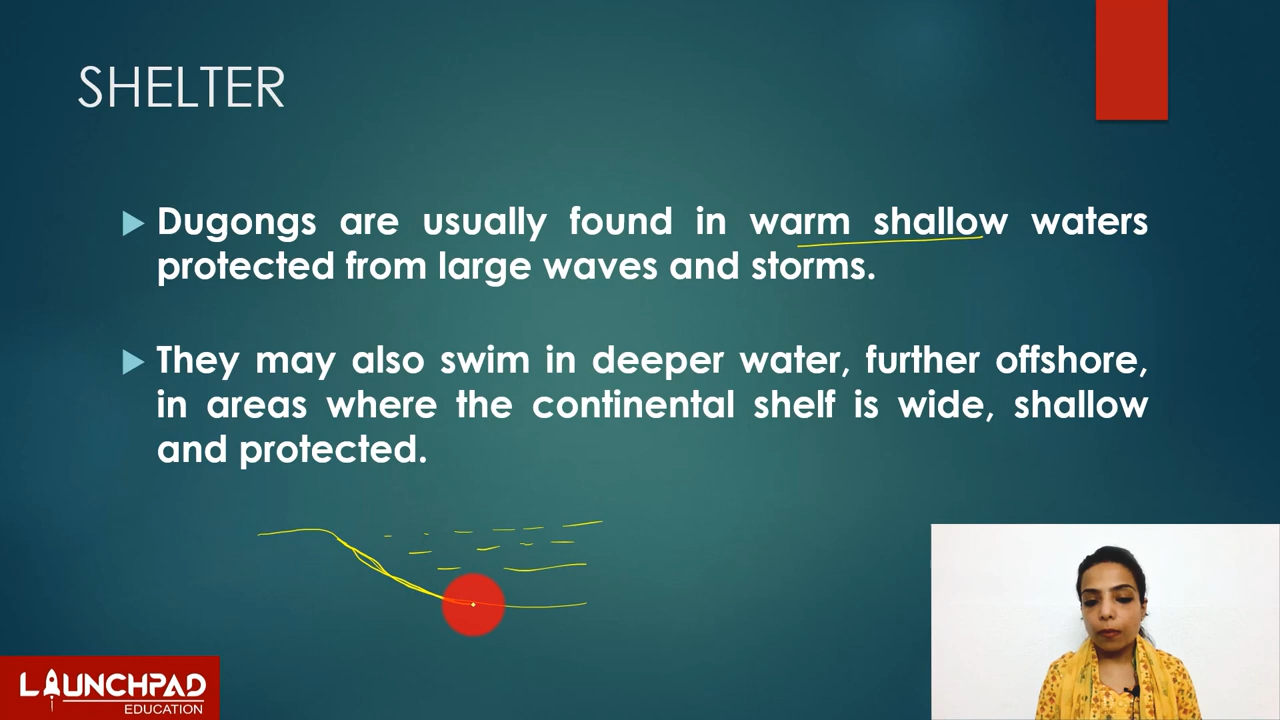 SHELTER
Dugongs are usually found in warm shallow waters
protected from large waves and storms.
They may also swim in deeper water, further offshore,
in areas where the continental shelf is wide, shallow
and protected.
LAUNCHPAD
EDUCATION